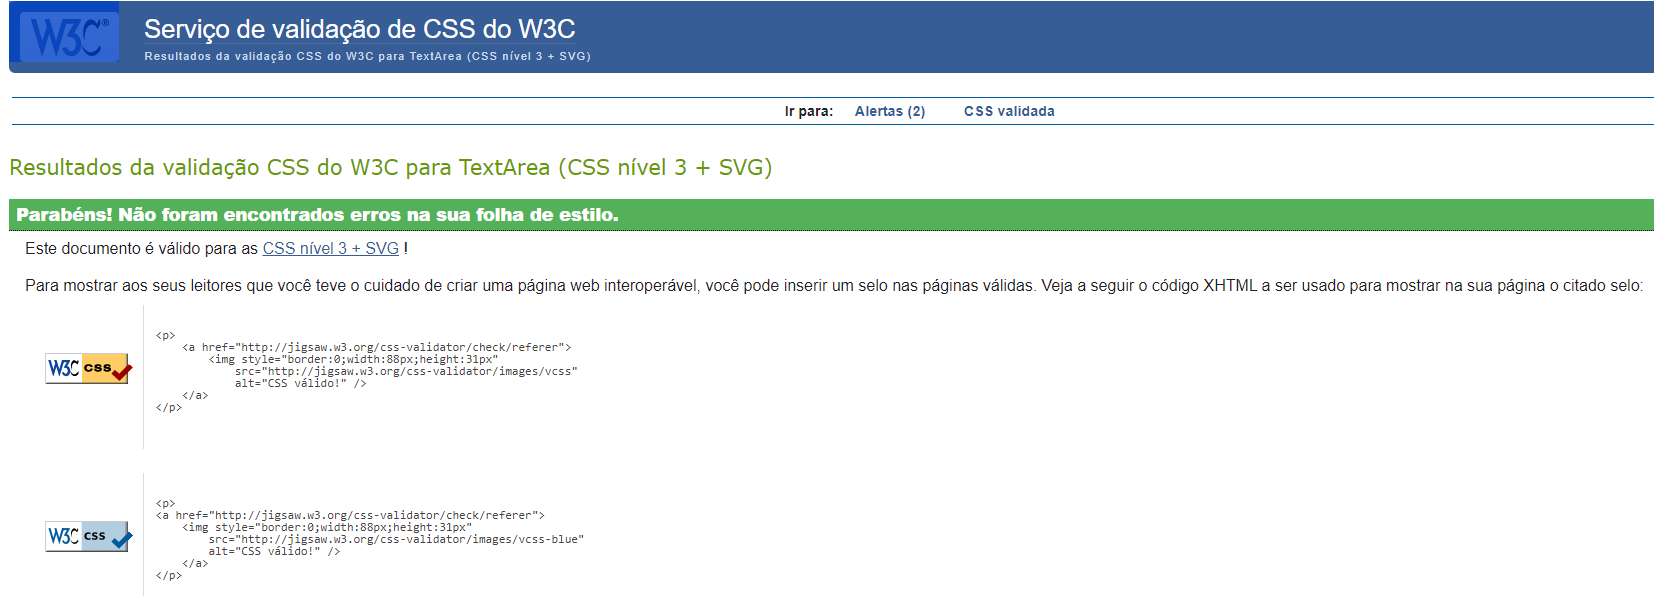 W3C®
Serviço de validação de CSS do W3C
Resultados da validação CSS do W3C para TextArea (CSS nível 3 + SVG)
Ir para: Alertas (2) CSS validada
Resultados da validação CSS do W3C para TextArea (CSS nível 3 + SVG)
Parabéns! Não foram encontrados erros na sua folha de estilo.
Este documento é válido para as CSS nível 3 + SVG !
Para mostrar aos seus leitores que você teve o cuidado de criar uma página web interoperável, você pode inserir um selo nas páginas válidas. Veja a seguir o código XHTML a ser usado para mostrar na sua página o citado selo:
W3C css
<p>
<a href="http://jigsaw.w3.org/css-validator/check/referer">
<img style="border:0;width:88px;height:31px"
src="http://jigsaw.w3.org/css-validator/images/vcss"
alt="CSS válido!" />
</a>
</p>
W3C css
<p>
<a href="http://jigsaw.w3.org/css-validator/check/referer">
<img style="border:0;width:88px;height:31px"
src="http://jigsaw.w3.org/css-validator/images/vcss-blue"
alt="CSS válido!" />
</a>
</p>